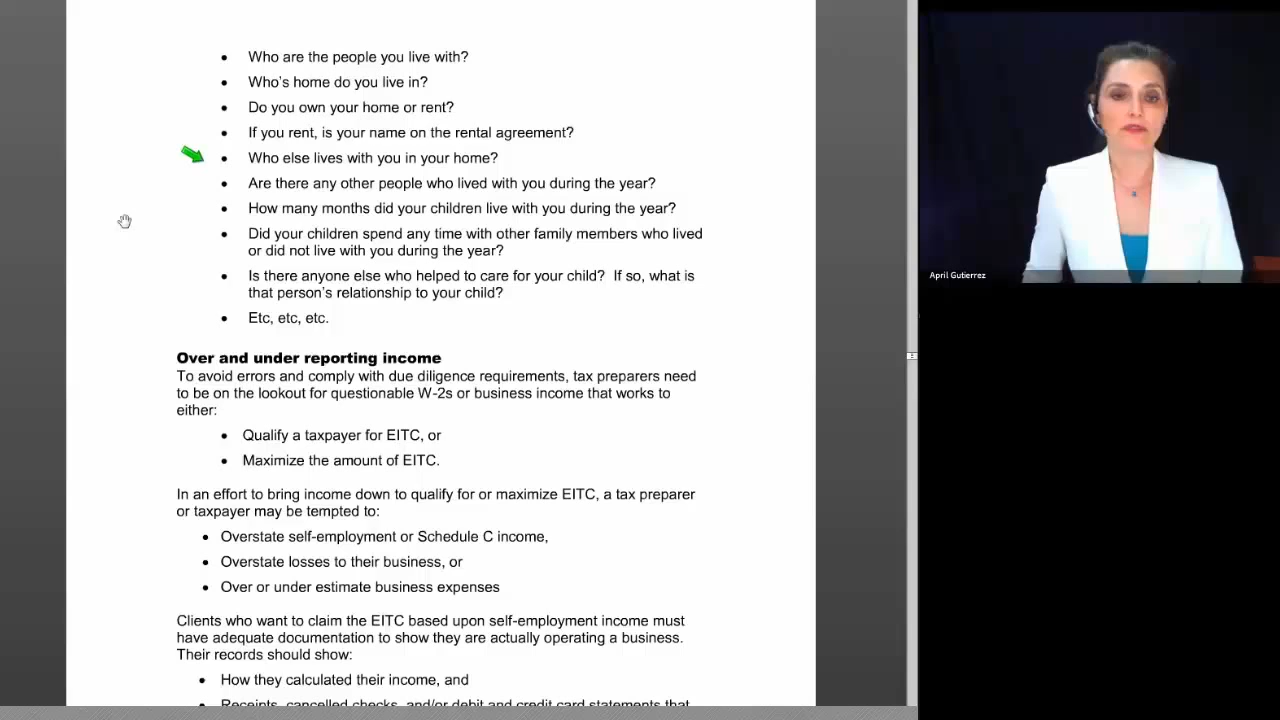 • Who are the people you live with?
• Who's home do you live in?
• Do you own your home or rent?
• If you rent, is your name on the rental agreement?
• Who else lives with you in your home?
• Are there any other people who lived with you during the year?
• How many months did your children live with you during the year?
• Did your children spend any time with other family members who lived
or did not live with you during the year?
• Is there anyone else who helped to care for your child?  If so, what is
that person's relationship to your child?
• Etc, etc, etc.
Over and under reporting income
To avoid errors and comply with due diligence requirements, tax preparers need
to be on the lookout for questionable W-2s or business income that works to
either:
• Qualify a taxpayer for EITC, or
• Maximize the amount of EITC.
In an effort to bring income down to qualify for or maximize EITC, a tax preparer
or taxpayer may be tempted to:
• Overstate self-employment or Schedule C income,
• Overstate losses to their business, or
• Over or under estimate business expenses
Clients who want to claim the EITC based upon self-employment income must
have adequate documentation to show they are actually operating a business.
Their records should show:
• How they calculated their income, and
• Receipts, cancelled checks, and/or debit and credit card statements that
April Gutierrez